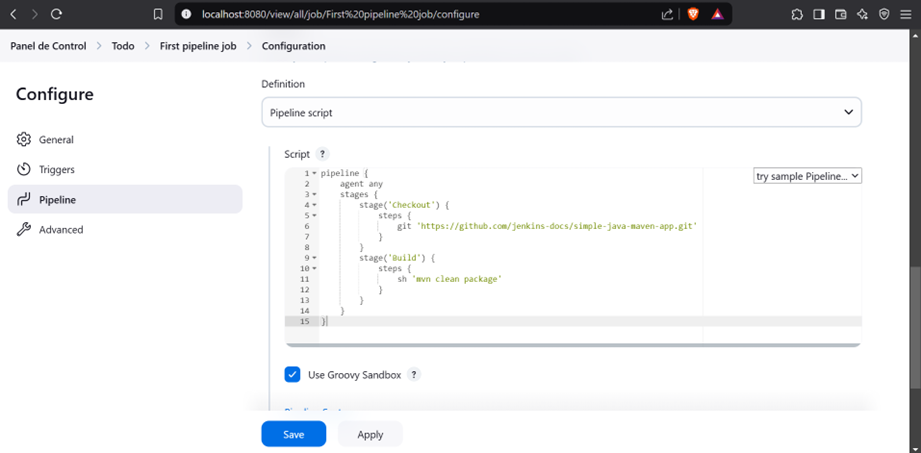 localhost:8080/view/all/job/First%20pipeline%20job/configure
Panel de Control > Todo > First pipeline job > Configuration
Configure
General
Triggers
Pipeline
Advanced
Definition
Pipeline script
Script ?
try sample Pipeline...
1 pipeline {
2 agent any
3 stages {
4 stage('Checkout') {
5 steps {
6 git 'https://github.com/jenkins-docs/simple-java-maven-app.git'
7 }
8 }
9 stage('Build') {
10 steps {
11 sh 'mvn clean package'
12 }
13 }
14 }
15 }
Use Groovy Sandbox ?
Save
Apply